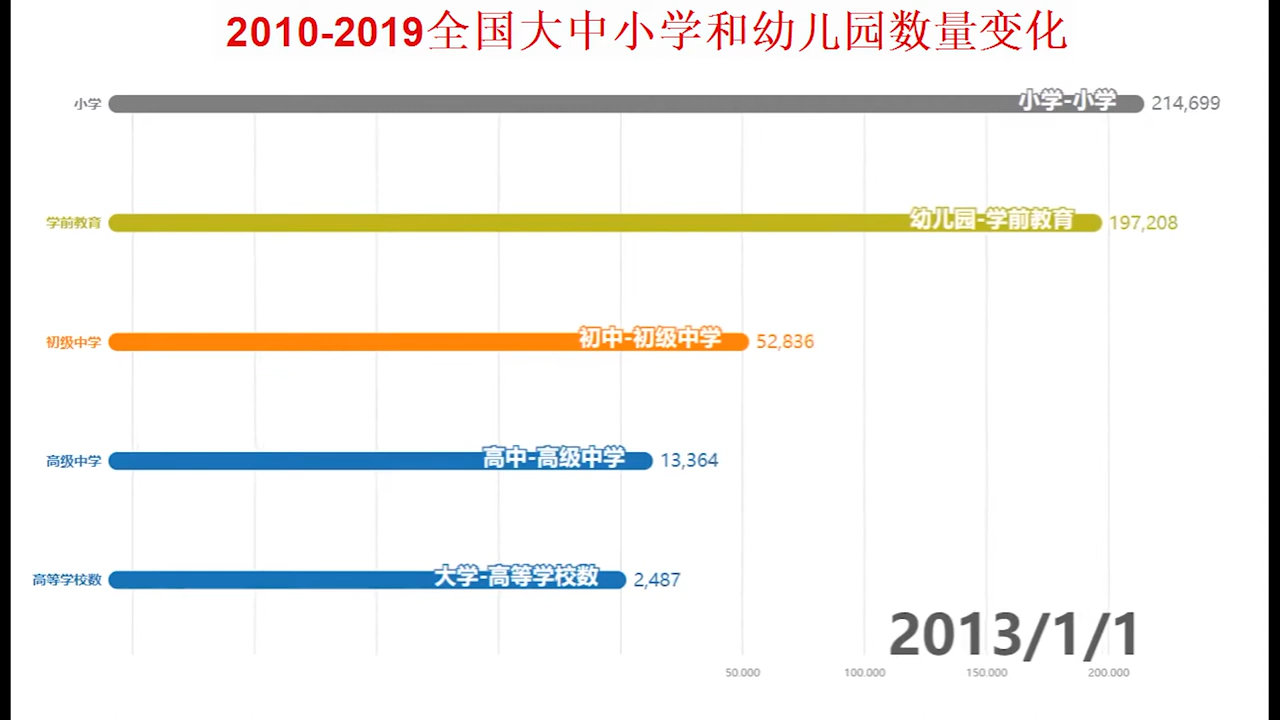 2010-2019全国大中小学和幼儿园数量变化
小学 小学-小学 214,699
学前教育 幼儿园-学前教育 197,208
初级中学 初中-初级中学 52,836
高级中学 高中-高级中学 13,364
高等学校数 大学-高等学校数 2,487
2013/1/1
50.000 100.000 150.000 200.000